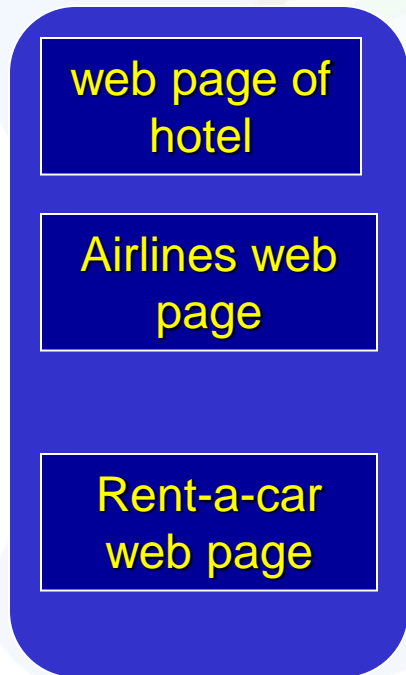 web page of
hotel
Airlines web
page
Rent-a-car
web page